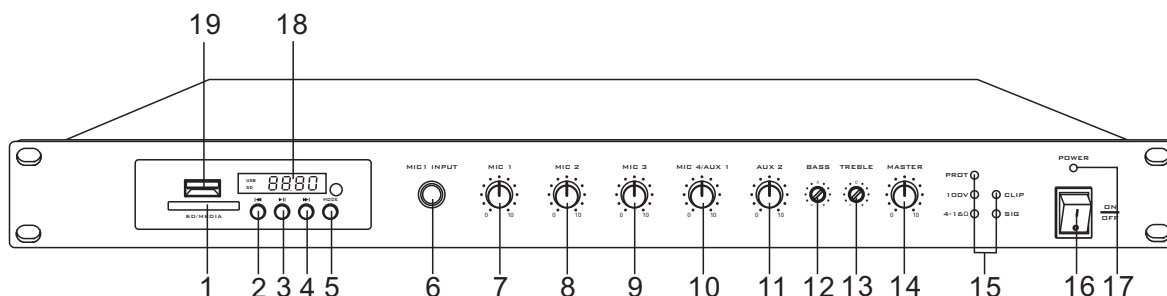 19 18
MIC1 INPUT MIC 1 MIC 2 MIC 3 MIC 4/AUX 1 AUX 2 BASS TREBLE MASTER POWER
PROT
USB
SD 88:80
100V CLIP
MODE
4-16Ω SIG
ON
OFF
SD/MEDIA
0 10 0 10 0 10 0 10 0 10 0 10
1 2 3 4 5 6 7 8 9 10 11 12 13 14 15 16 17